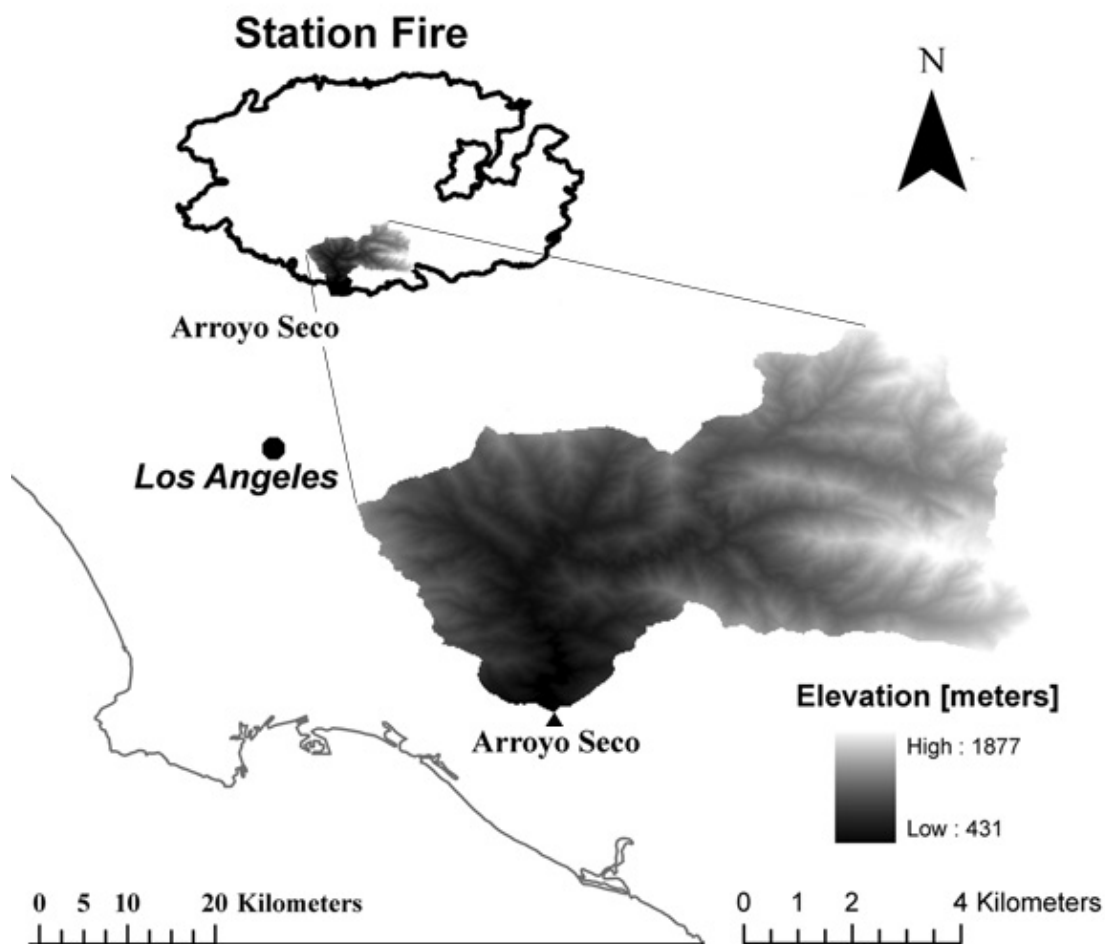 Station Fire
N
Arroyo Seco
Los Angeles
Elevation [meters]
High : 1877
Low : 431
Arroyo Seco
0 5 10 20 Kilometers
0 1 2 4 Kilometers